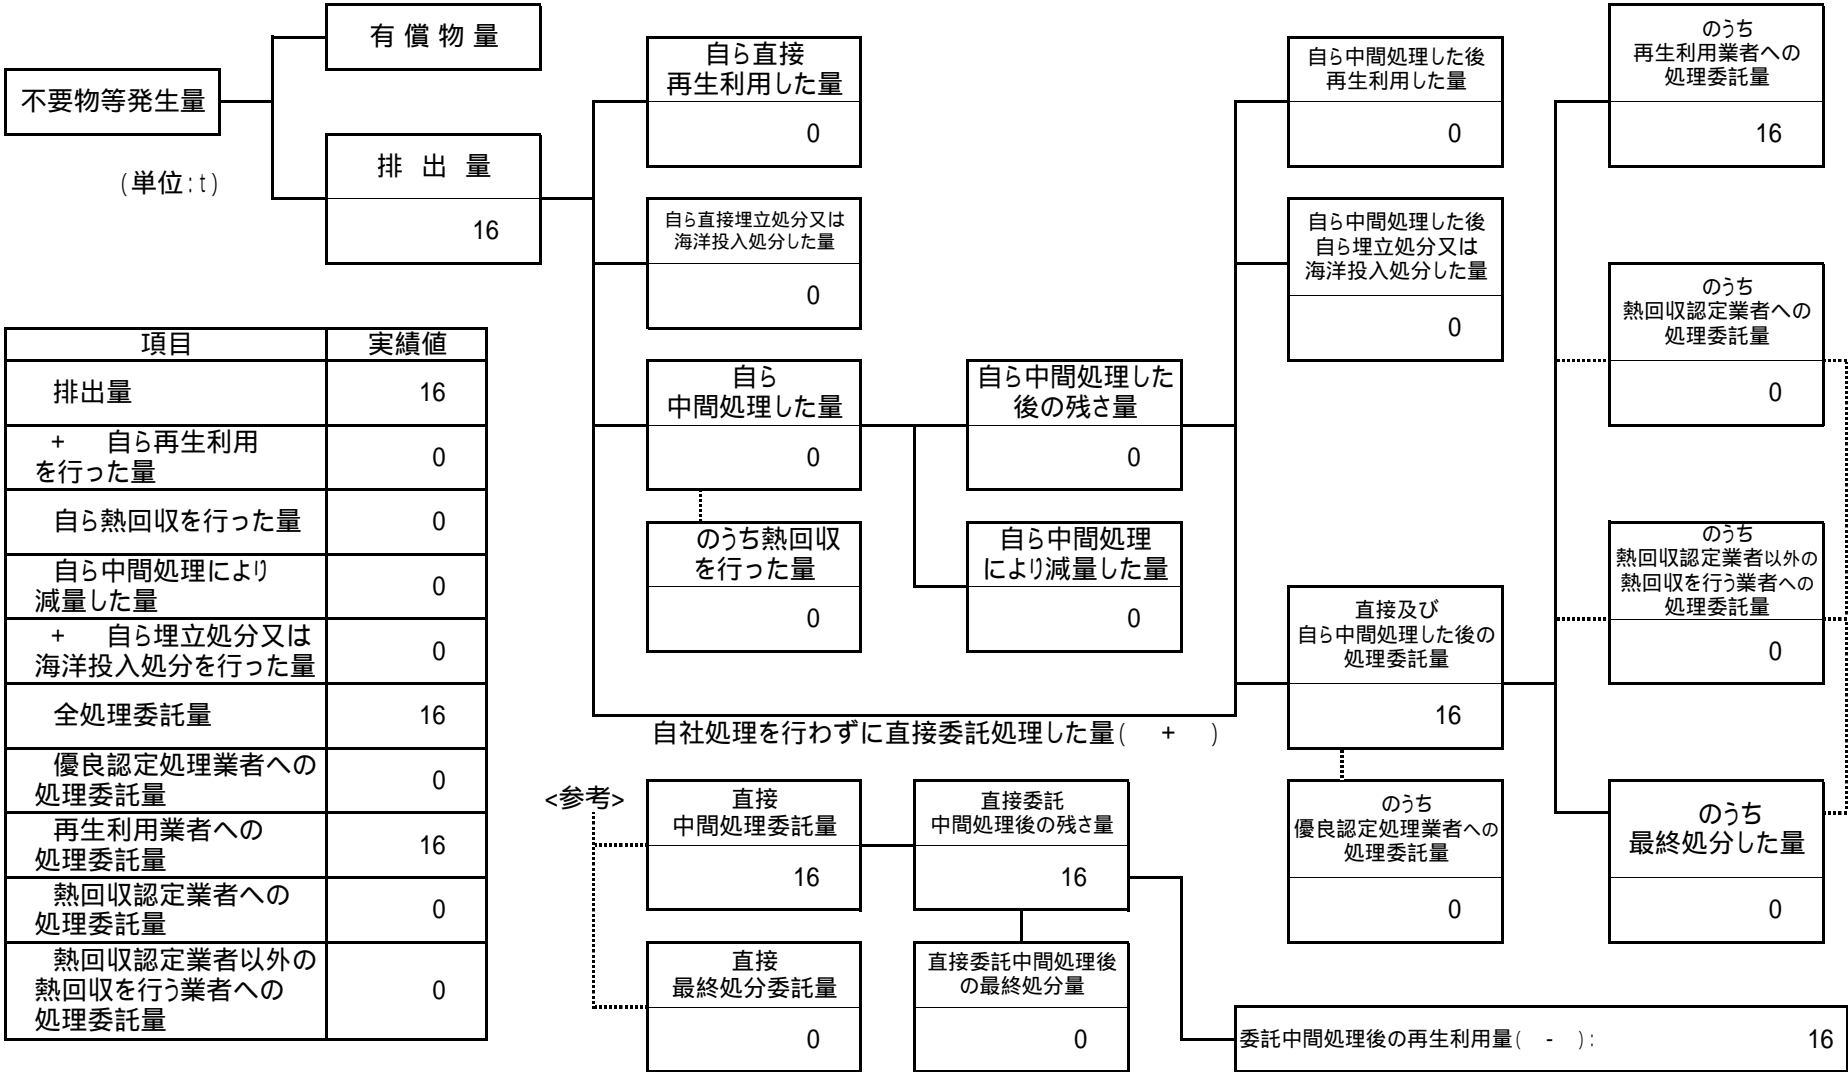 有償物量
不要物等発生量
(単位:t)
排出量
16
自ら直接
再生利用した量
0
自ら直接埋立処分又は
海洋投入処分した量
0
自ら
中間処理した量
0
のうち熱回収
を行った量
0
自ら中間処理した
後の残さ量
0
自ら中間処理
により減量した量
0
自ら中間処理した後
再生利用した量
0
自ら中間処理した後
自ら埋立処分又は
海洋投入処分した量
0
直接及び
自ら中間処理した後の
処理委託量
16
のうち
優良認定処理業者への
処理委託量
0
のうち
再生利用業者への
処理委託量
16
のうち
熱回収認定業者への
処理委託量
0
のうち
熱回収認定業者以外の
熱回収を行う業者への
処理委託量
0
のうち
最終処分した量
0
自社処理を行わずに直接委託処理した量( + )
<参考>
直接
中間処理委託量
16
直接委託
中間処理後の残さ量
16
直接
最終処分委託量
0
直接委託中間処理後
の最終処分量
0
委託中間処理後の再生利用量( - ): 16
項目 実績値
排出量 16
+ 自ら再生利用
を行った量 0
自ら熱回収を行った量 0
自ら中間処理により
減量した量 0
+ 自ら埋立処分又は
海洋投入処分を行った量 0
全処理委託量 16
優良認定処理業者への
処理委託量 0
再生利用業者への
処理委託量 16
熱回収認定業者への
処理委託量 0
熱回収認定業者以外の
熱回収を行う業者への
処理委託量 0